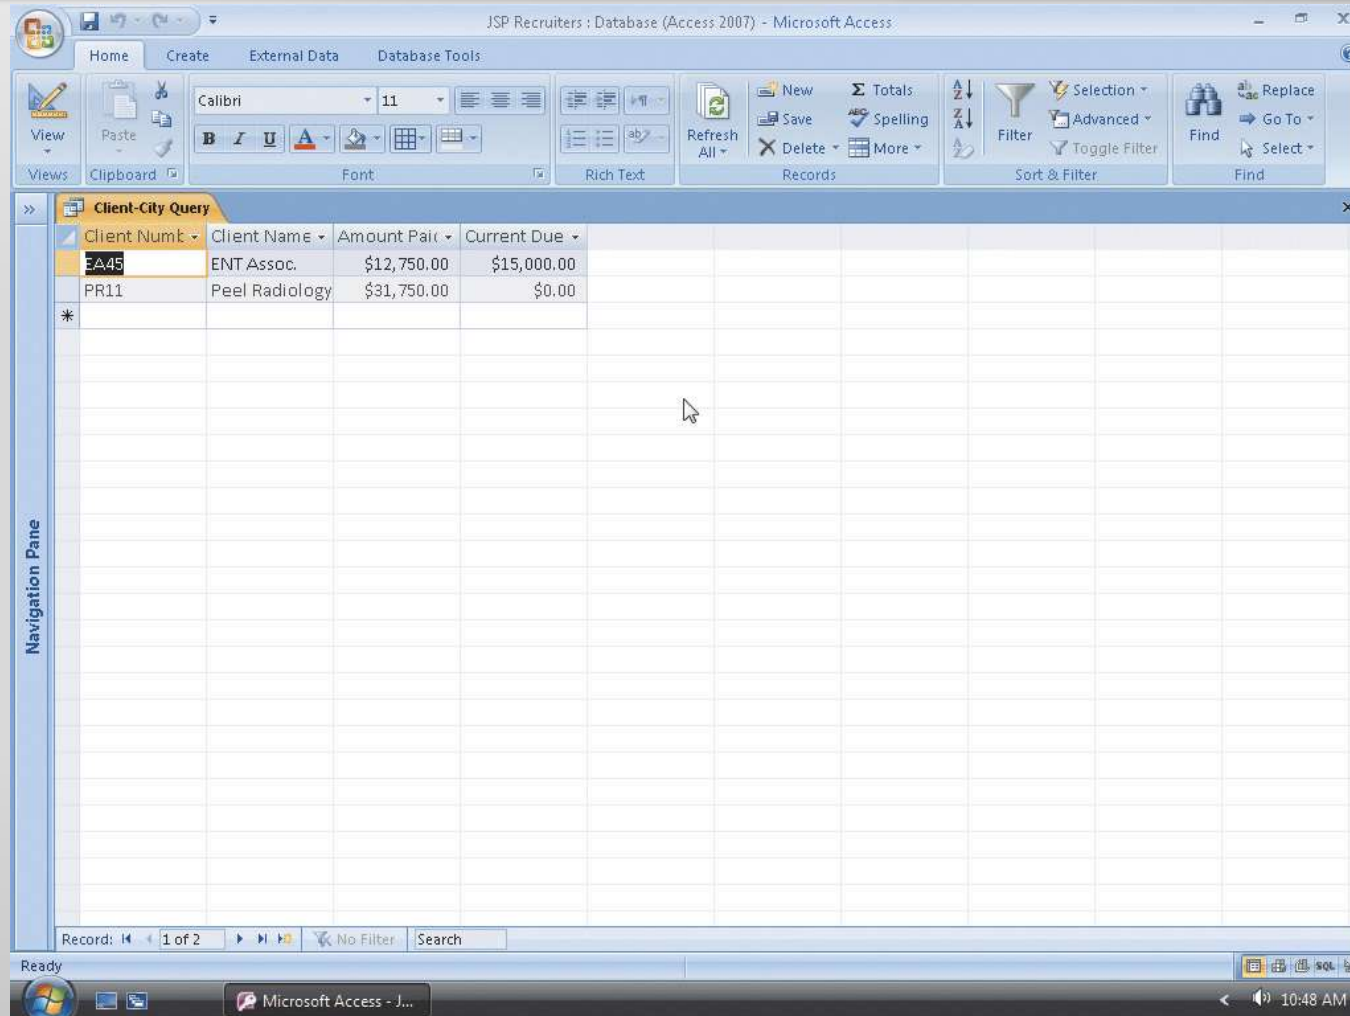 JSP Recruiters : Database (Access 2007) - Microsoft Access
Home Create External Data Database Tools
View
Views
Paste
Clipboard
Calibri 11
B I U A
Font
Rich Text
Refresh All
New
Save
Delete
Σ Totals
Spelling
More
Records
Filter
Selection
Advanced
Toggle Filter
Sort & Filter
Find
Replace
Go To
Select
Find
Client-City Query
Client Numb Client Name Amount Paid Current Due
EA45 ENT Assoc. $12,750.00 $15,000.00
PR11 Peel Radiology $31,750.00 $0.00
Navigation Pane
Record: 1 of 2 No Filter Search
Ready SQL
Microsoft Access - J... 10:48 AM